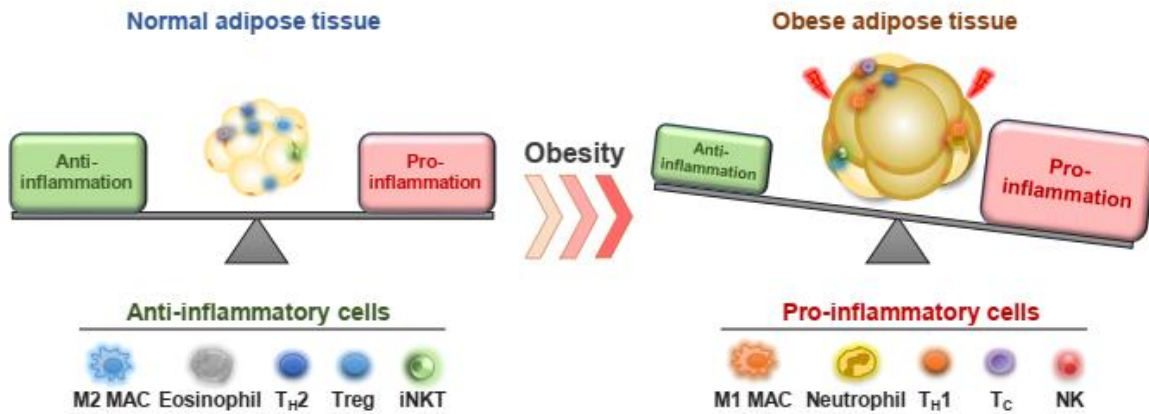 Normal adipose tissue
Obese adipose tissue
Anti-
inflammation
Pro-
inflammation
Obesity
Anti-
inflammation
Pro-
inflammation
Anti-inflammatory cells
Pro-inflammatory cells
M2 MAC Eosinophil TH2 Treg iNKT
M1 MAC Neutrophil TH1 TC NK